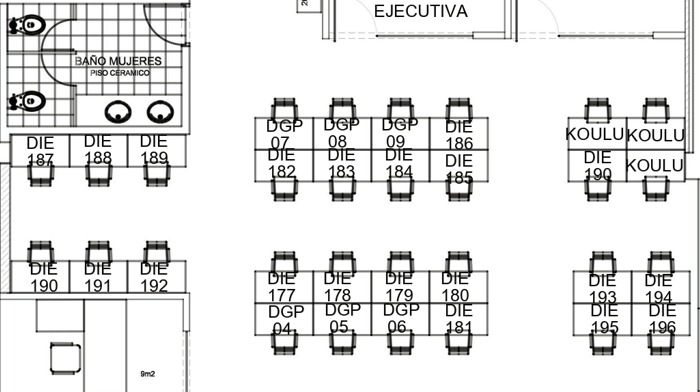 EJECUTIVA
BAÑO MUJERES
PISO CERAMICO
DGP
07
DGP
08
DGP
09
DIE
186
KOULU
KOULU
DIE
187
DIE
188
DIE
189
DIE
182
DIE
183
DIE
184
DIE
185
DIE
190
KOULU
DIE
190
DIE
191
DIE
192
DIE
177
DIE
178
DIE
179
DIE
180
DIE
193
DIE
194
DGP
04
DGP
05
DGP
06
DIE
181
DIE
195
DIE
196
9m2